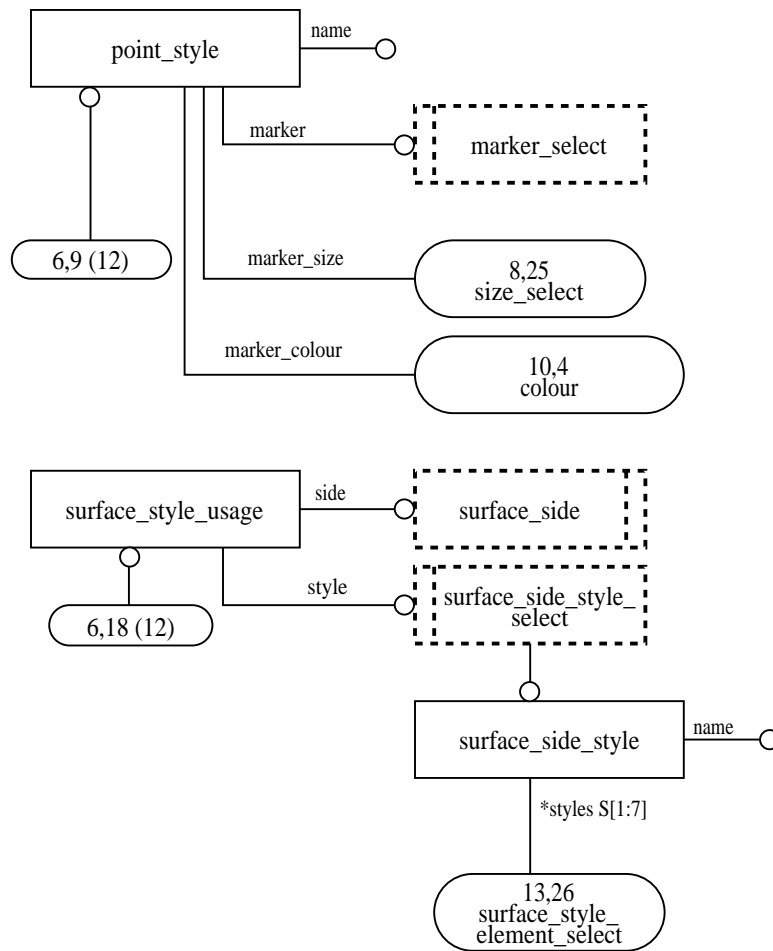 name
point_style
marker
marker_select
6,9 (12)
marker_size
8,25
size_select
marker_colour
10,4
colour
surface_style_usage
side
surface_side
style
surface_side_style_
select
6,18 (12)
surface_side_style
name
*styles S[1:7]
13,26
surface_style_
element_select